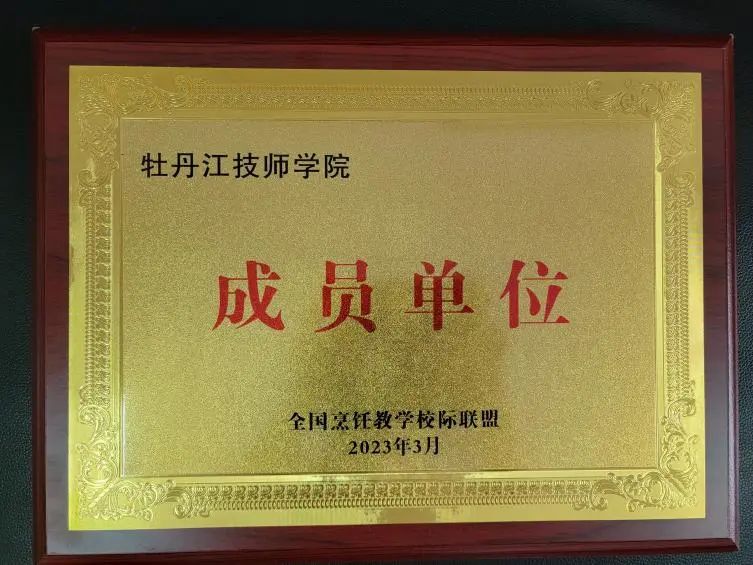 牡丹江技师学院
成员单位
全国烹饪教学校际联盟
2023年3月